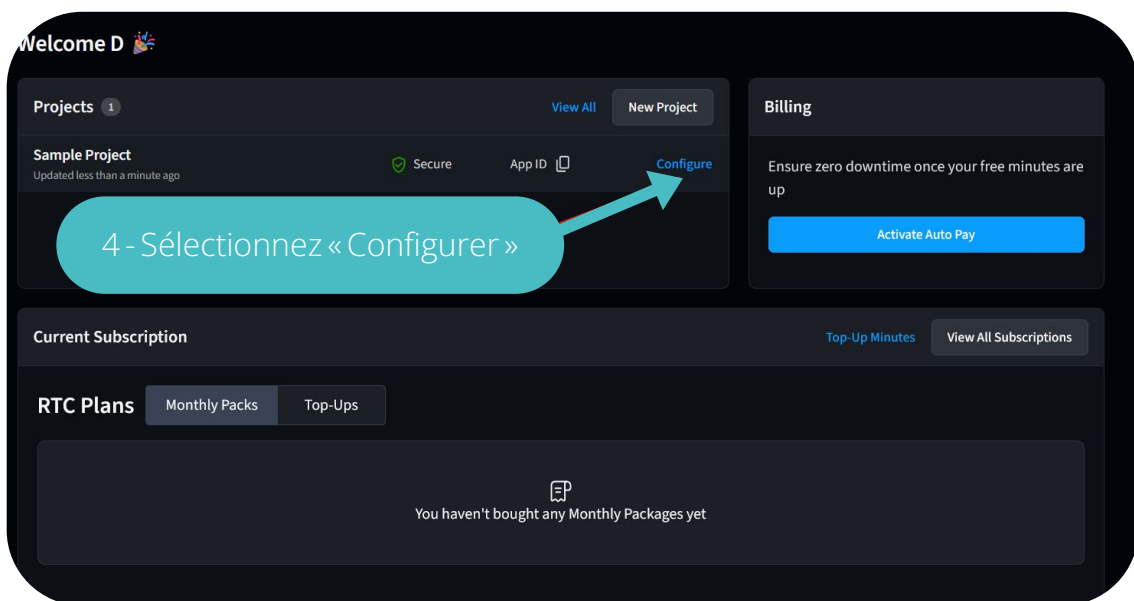 Welcome D 🎉
Projects 1 View All New Project
Billing
Sample Project
Updated less than a minute ago
Secure App ID Configure
Ensure zero downtime once your free minutes are
up
Activate Auto Pay
4 - Sélectionnez « Configurer »
Current Subscription Top-Up Minutes View All Subscriptions
RTC Plans Monthly Packs Top-Ups
You haven't bought any Monthly Packages yet